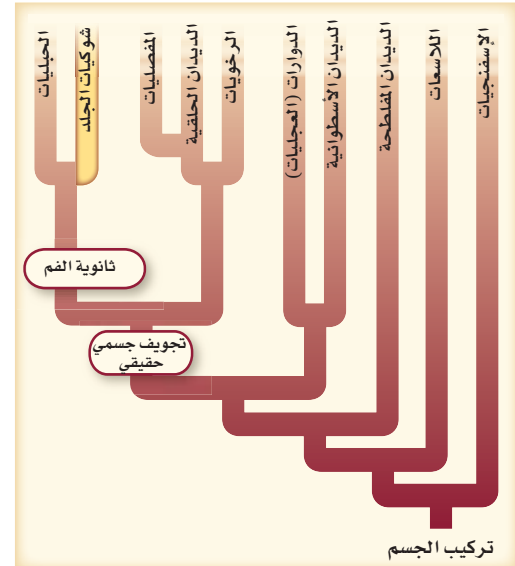 الإسفنجيات
اللاسعات
الديدان المفلطحة
الديدان الأسطوانية
الدوارات (العجليات)
الرخويات
الديدان الحلقية
المفصليات
شوكيات الجلد
الحبليات
ثانوية الفم
تجويف جسمي
حقيقي
تركيب الجسم